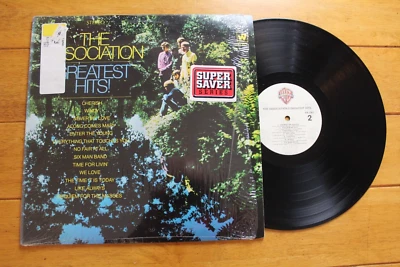 THE
ASSOCIATION
GREATEST
HITS!
CHERISH
WINDY
NEVER MY LOVE
ALONG COMES MARY
ENTER THE YOUNG
EVERYTHING THAT TOUCHES YOU
NO FAIR AT ALL
SIX MAN BAND
TIME FOR LIVIN'
WE LOVE
THE TIME IT IS TODAY
LIKE ALWAYS
REQUIEM FOR THE MASSES
SUPER
SAVER
SERIES
W
2